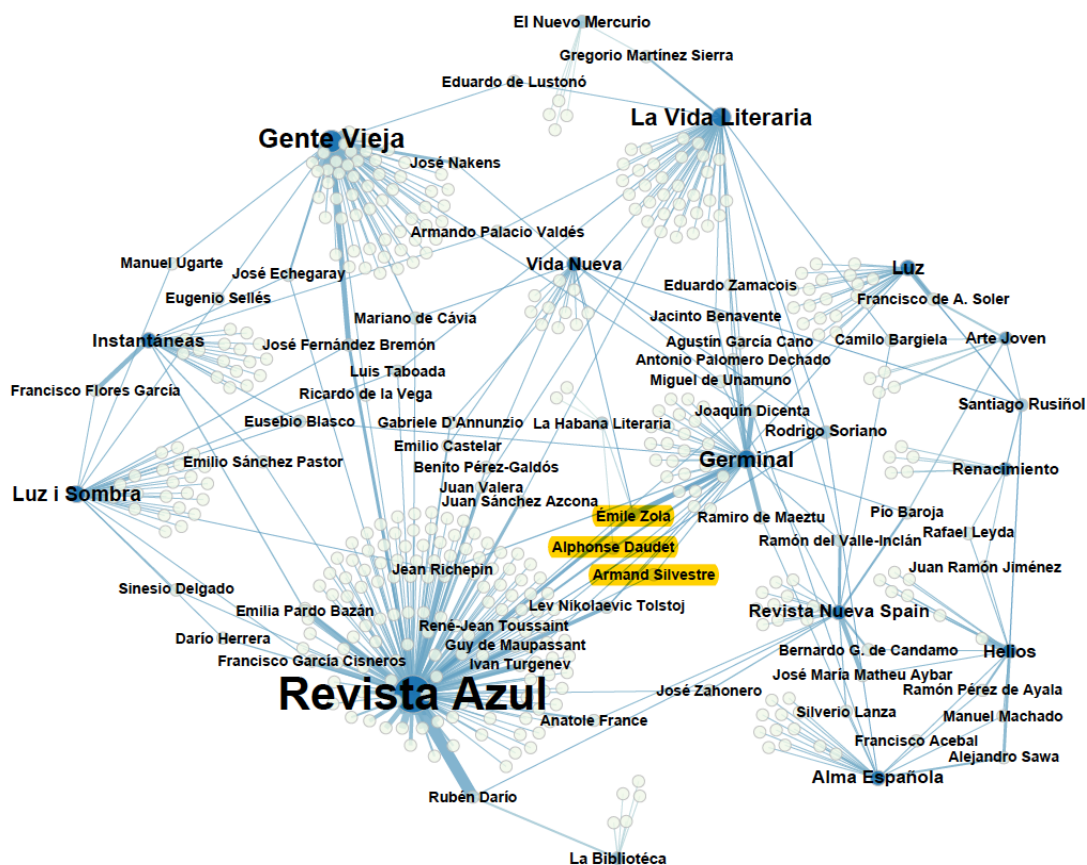 El Nuevo Mercurio
Gregorio Martínez Sierra
Eduardo de Lustonó
La Vida Literaria
Gente Vieja
José Nakens
Armando Palacio Valdés
Manuel Ugarte
José Echegaray
Vida Nueva
Luz
Eugenio Sellés
Eduardo Zamacois
Francisco de A. Soler
Mariano de Cávia
Jacinto Benavente
Instantáneas
José Fernández Bremón
Agustín García Cano
Camilo Bargiela
Arte Joven
Antonio Palomero Dechado
Luis Taboada
Miguel de Unamuno
Francisco Flores García
Ricardo de la Vega
Santiago Rusiñol
Joaquín Dicenta
Eusebio Blasco
Gabriele D'Annunzio
La Habana Literaria
Rodrigo Soriano
Emilio Castelar
Emilio Sánchez Pastor
Germinal
Benito Pérez-Galdós
Renacimiento
Juan Valera
Luz i Sombra
Juan Sánchez Azcona
Émile Zola
Ramiro de Maeztu
Pío Baroja
Rafael Leyda
Alphonse Daudet
Ramón del Valle-Inclán
Jean Richepin
Juan Ramón Jiménez
Armand Silvestre
Sinesio Delgado
Emilia Pardo Bazán
Lev Nikolaevic Tolstoj
Revista Nueva Spain
René-Jean Toussaint
Darío Herrera
Guy de Maupassant
Bernardo G. de Candamo
Helios
Francisco García Cisneros
Ivan Turgenev
José María Matheu Aybar
Revista Azul
José Zahonero
Ramón Pérez de Ayala
Silverio Lanza
Manuel Machado
Anatole France
Francisco Acebal
Alejandro Sawa
Alma Española
Rubén Darío
La Bibliotéca